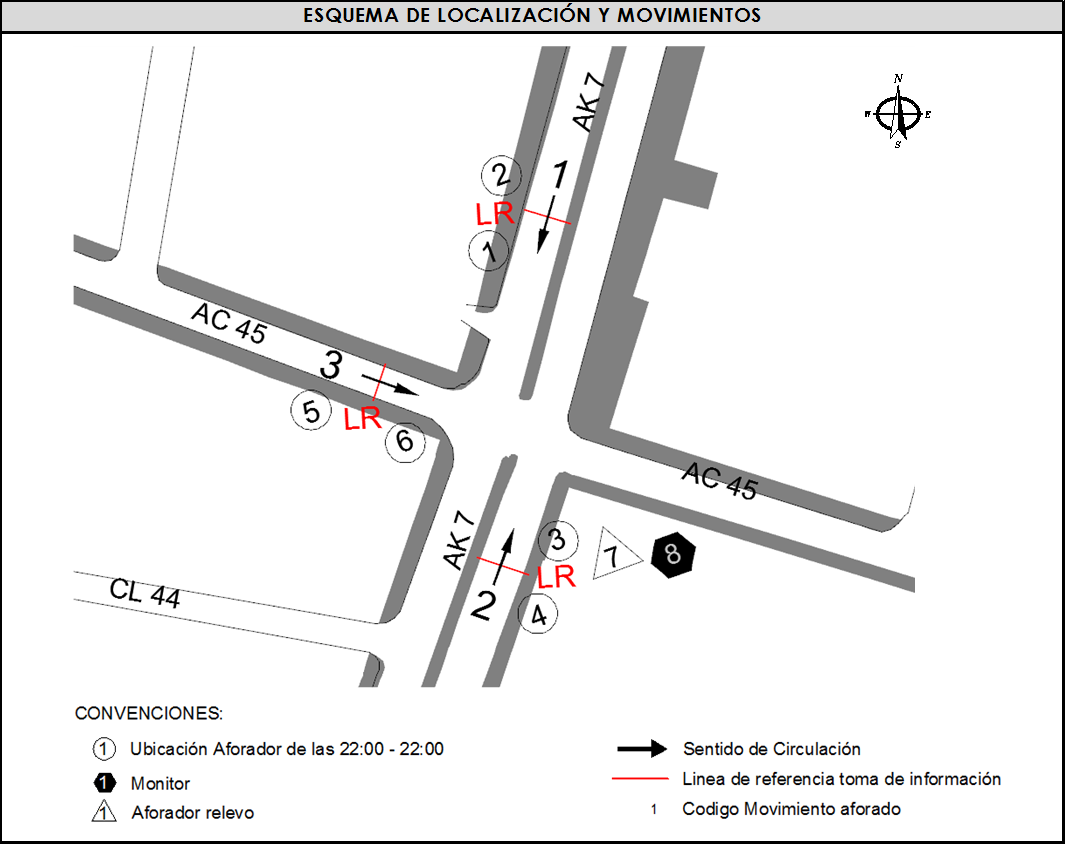 ESQUEMA DE LOCALIZACIÓN Y MOVIMIENTOS
N
W E
S
AK 7
2
1
LR
1
AC 45
3
5
LR
6
AC 45
AK 7
3
7
8
LR
2
4
CL 44
CONVENCIONES:
1 Ubicación Aforador de las 22:00 - 22:00
1 Monitor
1 Aforador relevo
Sentido de Circulación
Linea de referencia toma de información
1 Codigo Movimiento aforado